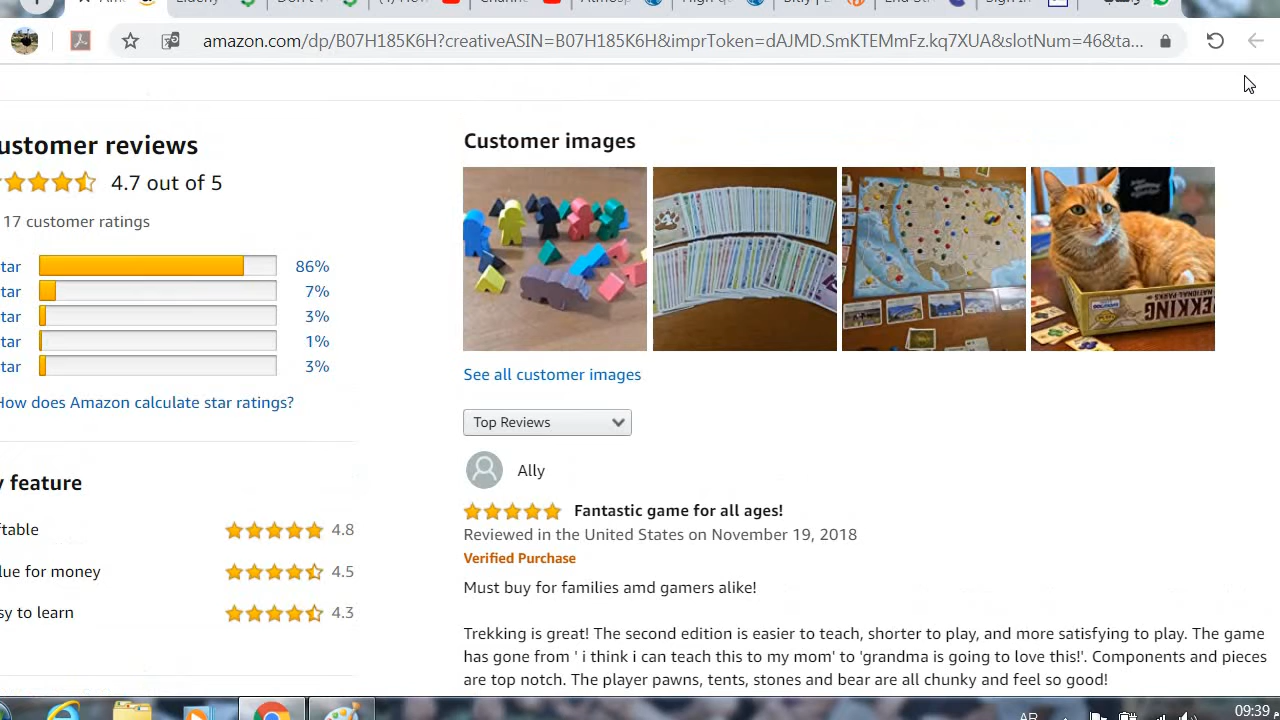 Elderly
Don't
How
amazon.com/dp/B07H185K6H?creativeASIN=B07H185K6H&imprToken=dAJMD.SmKTEMmFz.kq7XUA&slotNum=46&ta...
ustomer reviews
4.7 out of 5
17 customer ratings
tar 86%
tar 7%
tar 3%
tar 1%
tar 3%
How does Amazon calculate star ratings?
y feature
ftable 4.8
lue for money 4.5
sy to learn 4.3
Customer images
TREKKING
NATIONAL PARKS
See all customer images
Top Reviews
Ally
Fantastic game for all ages!
Reviewed in the United States on November 19, 2018
Verified Purchase
Must buy for families amd gamers alike!
Trekking is great! The second edition is easier to teach, shorter to play, and more satisfying to play. The game
has gone from ' i think i can teach this to my mom' to 'grandma is going to love this!'. Components and pieces
are top notch. The player pawns, tents, stones and bear are all chunky and feel so good!
AR
09:39